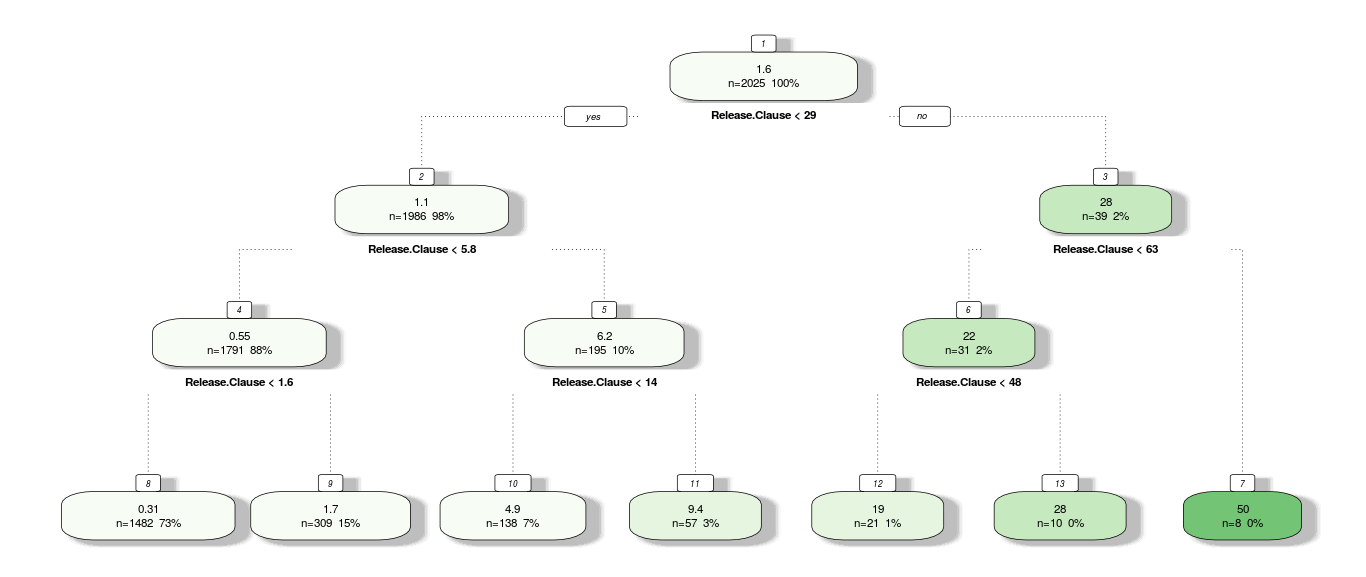 1
1.6
n=2025 100%
yes
Release.Clause < 29
no
2
1.1
n=1986 98%
Release.Clause < 5.8
3
28
n=39 2%
Release.Clause < 63
4
0.55
n=1791 88%
Release.Clause < 1.6
5
6.2
n=195 10%
Release.Clause < 14
6
22
n=31 2%
Release.Clause < 48
8
0.31
n=1482 73%
9
1.7
n=309 15%
10
4.9
n=138 7%
11
9.4
n=57 3%
12
19
n=21 1%
13
28
n=10 0%
7
50
n=8 0%